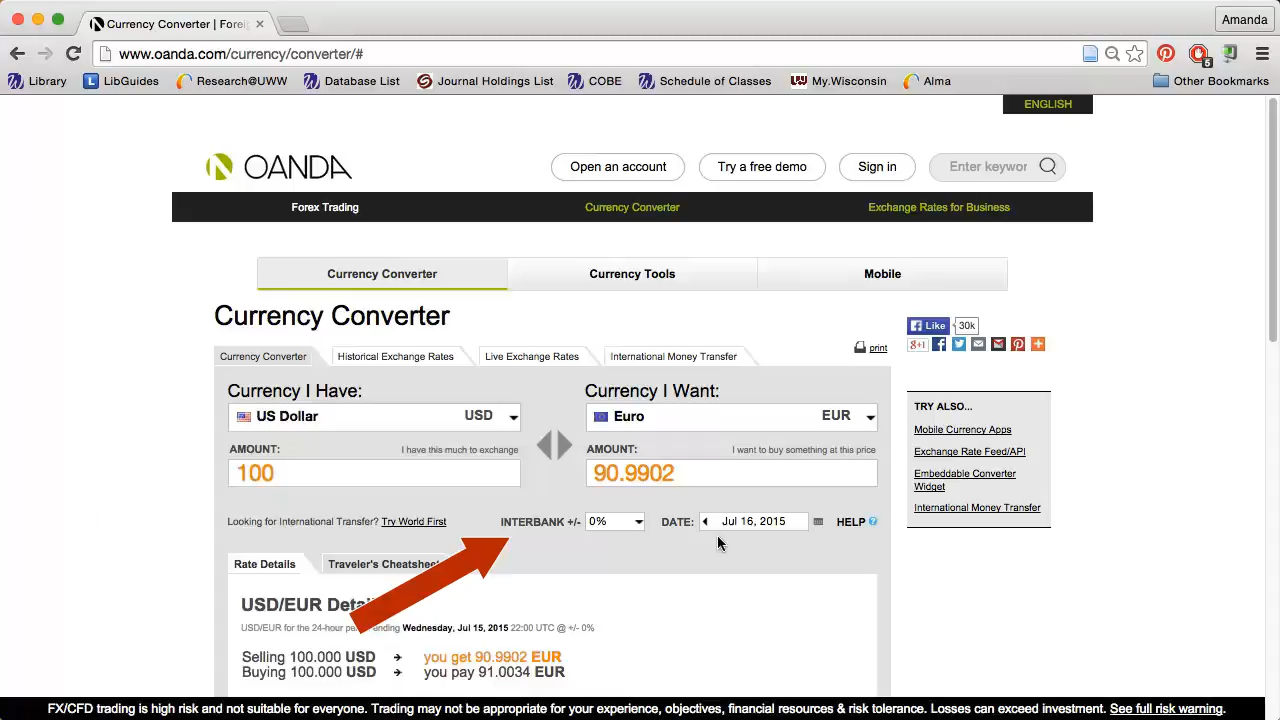 Currency Converter | Forei
Amanda
www.oanda.com/currency/converter/#
5
Library
LibGuides
Research@UWW
Database List
Journal Holdings List
COBE
Schedule of Classes
My.Wisconsin
Alma
Other Bookmarks
ENGLISH
OANDA
Open an account
Try a free demo
Sign in
Enter keywor
Forex Trading
Currency Converter
Exchange Rates for Business
Currency Converter
Currency Tools
Mobile
Currency Converter
Like
30k
Currency Converter
Historical Exchange Rates
Live Exchange Rates
International Money Transfer
print
Currency I Have:
Currency I Want:
US Dollar USD
Euro EUR
AMOUNT: I have this much to exchange
AMOUNT: I want to buy something at this price
100
90.9902
TRY ALSO...
Mobile Currency Apps
Exchange Rate Feed/API
Embeddable Converter
Widget
International Money Transfer
Looking for International Transfer? Try World First
INTERBANK +/- 0%
DATE: Jul 16, 2015
HELP ?
Rate Details
Traveler's Cheatsheet
USD/EUR Detai
USD/EUR for the 24-hour pe ending Wednesday, Jul 15, 2015 22:00 UTC @ +/- 0%
Selling 100.000 USD → you get 90.9902 EUR
Buying 100.000 USD → you pay 91.0034 EUR
FX/CFD trading is high risk and not suitable for everyone. Trading may not be appropriate for your experience, objectives, financial resources & risk tolerance. Losses can exceed investment. See full risk warning.